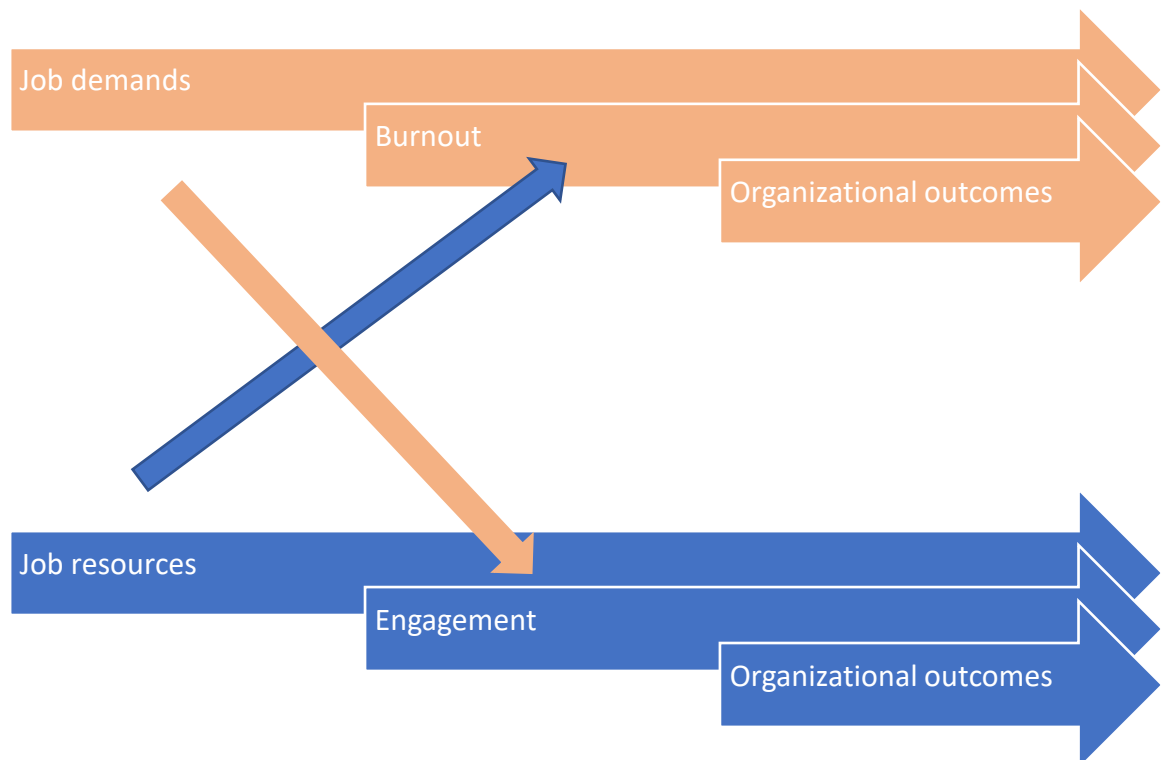 Job demands
Burnout
Organizational outcomes
Job resources
Engagement
Organizational outcomes